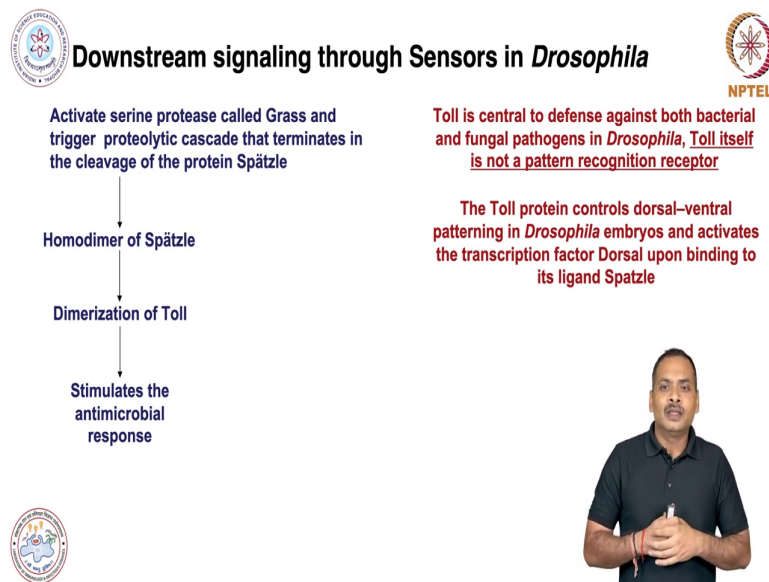 Downstream signaling through Sensors in Drosophila
NPTEL
Activate serine protease called Grass and
trigger proteolytic cascade that terminates in
the cleavage of the protein Spätzle
Homodimer of Spätzle
Dimerization of Toll
Stimulates the
antimicrobial
response
Toll is central to defense against both bacterial
and fungal pathogens in Drosophila, Toll itself
is not a pattern recognition receptor
The Toll protein controls dorsal–ventral
patterning in Drosophila embryos and activates
the transcription factor Dorsal upon binding to
its ligand Spatzle